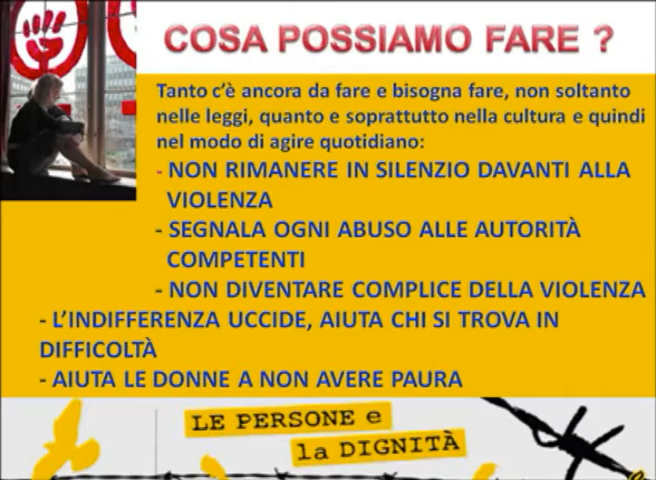 COSA POSSIAMO FARE ?
Tanto c'è ancora da fare e bisogna fare, non soltanto
nelle leggi, quanto e soprattutto nella cultura e quindi
nel modo di agire quotidiano:
- NON RIMANERE IN SILENZIO DAVANTI ALLA
VIOLENZA
- SEGNALA OGNI ABUSO ALLE AUTORITÀ
COMPETENTI
- NON DIVENTARE COMPLICE DELLA VIOLENZA
- L'INDIFFERENZA UCCIDE, AIUTA CHI SI TROVA IN
DIFFICOLTÀ
- AIUTA LE DONNE A NON AVERE PAURA
LE PERSONE e
la DIGNITÀ